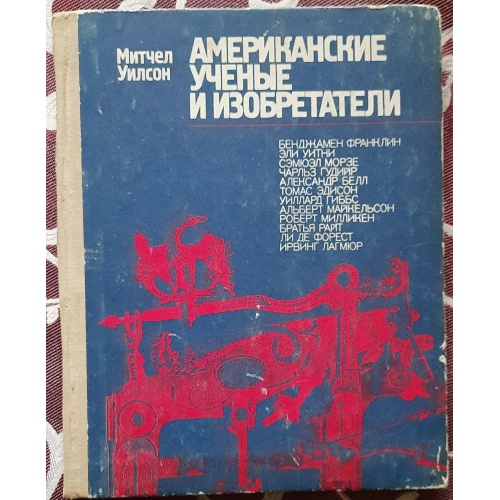 Митчел
Уилсон
АМЕРИКАНСКИЕ
УЧЕНЫЕ
И ИЗОБРЕТАТЕЛИ
БЕНДЖАМЕН ФРАНКЛИН
ЭЛИ УИТНИ
СЭМЮЭЛ МОРЗЕ
ЧАРЛЬЗ ГУДИЙР
АЛЕКСАНДР БЕЛЛ
ТОМАС ЭДИСОН
УИЛЛАРД ГИББС
АЛЬБЕРТ МАЙКЕЛЬСОН
РОБЕРТ МИЛЛИКЕН
БРАТЬЯ РАЙТ
ЛИ ДЕ ФОРЕСТ
ИРВИНГ ЛАГМЮР